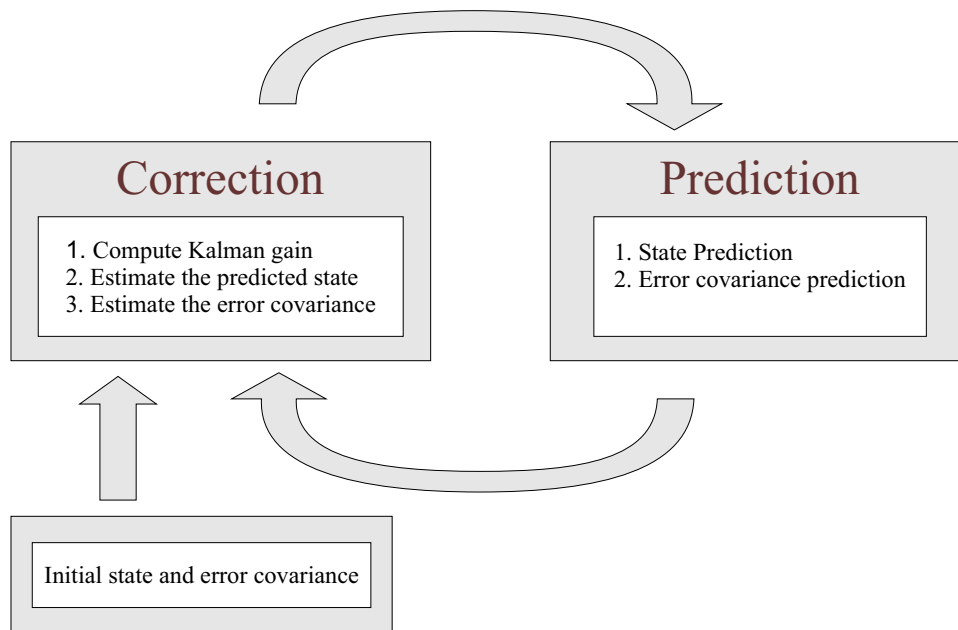 Correction
1. Compute Kalman gain
2. Estimate the predicted state
3. Estimate the error covariance
Prediction
1. State Prediction
2. Error covariance prediction
Initial state and error covariance